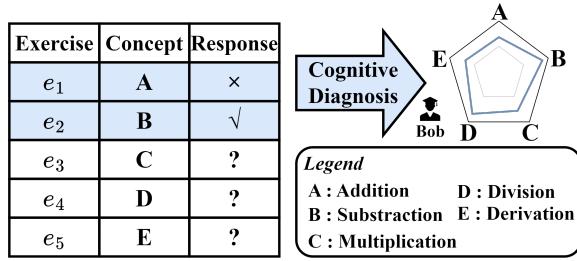 Exercise Concept Response
e1 A ×
e2 B √
e3 C ?
e4 D ?
e5 E ?
Cognitive
Diagnosis
Bob
A
B
C
D
E
Legend
A : Addition D : Division
B : Substraction E : Derivation
C : Multiplication